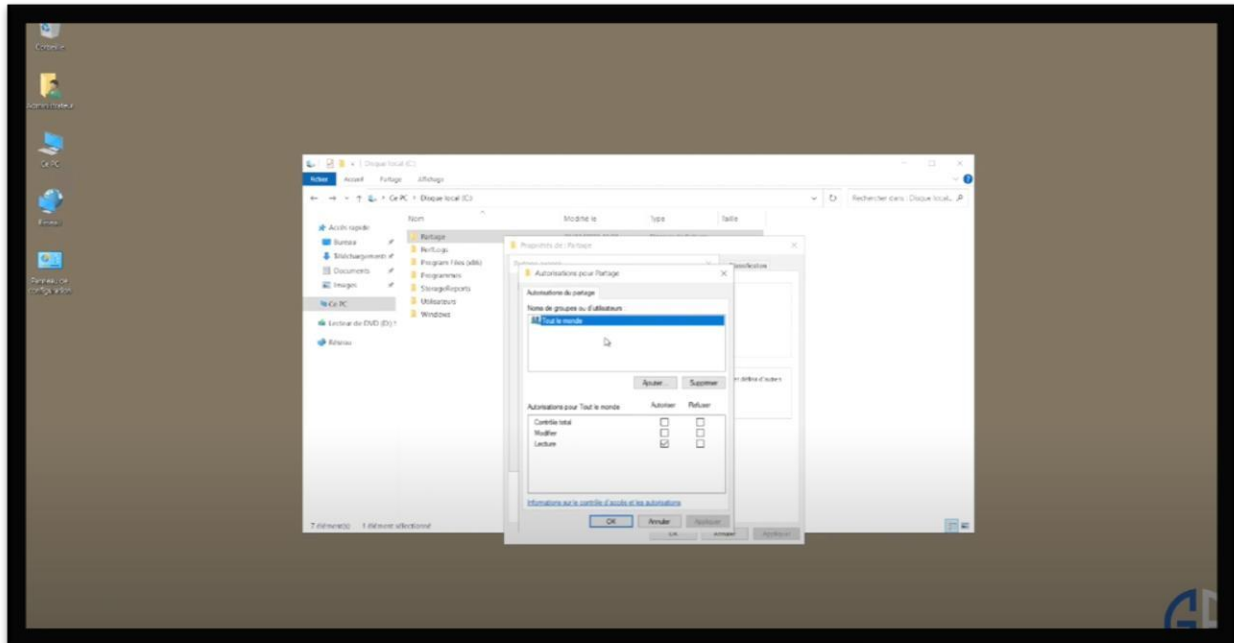 Corbeille
Administrateur
Ce PC
Réseau
Panneau de configuration
Disque local (C:)
Fichier Accueil Partage Affichage
Ce PC > Disque local (C:)
Rechercher dans : Disque local...
Nom Modifié le Type Taille
Accès rapide
Bureau
Téléchargements
Documents
Images
Ce PC
Lecteur de DVD (D:)
Réseau
Partage
PerfLogs
Program Files (x86)
Programmes
StorageReports
Utilisateurs
Windows
Propriétés de : Partage
Autorisations pour Partage
Autorisations du partage
Noms de groupes ou d'utilisateurs :
Tout le monde
Ajouter... Supprimer
Autorisations pour Tout le monde Autoriser Refuser
Contrôle total
Modifier
Lecture
Informations sur le contrôle d'accès et les autorisations
OK Annuler Appliquer
OK Annuler Appliquer
7 élément(s) 1 élément sélectionné